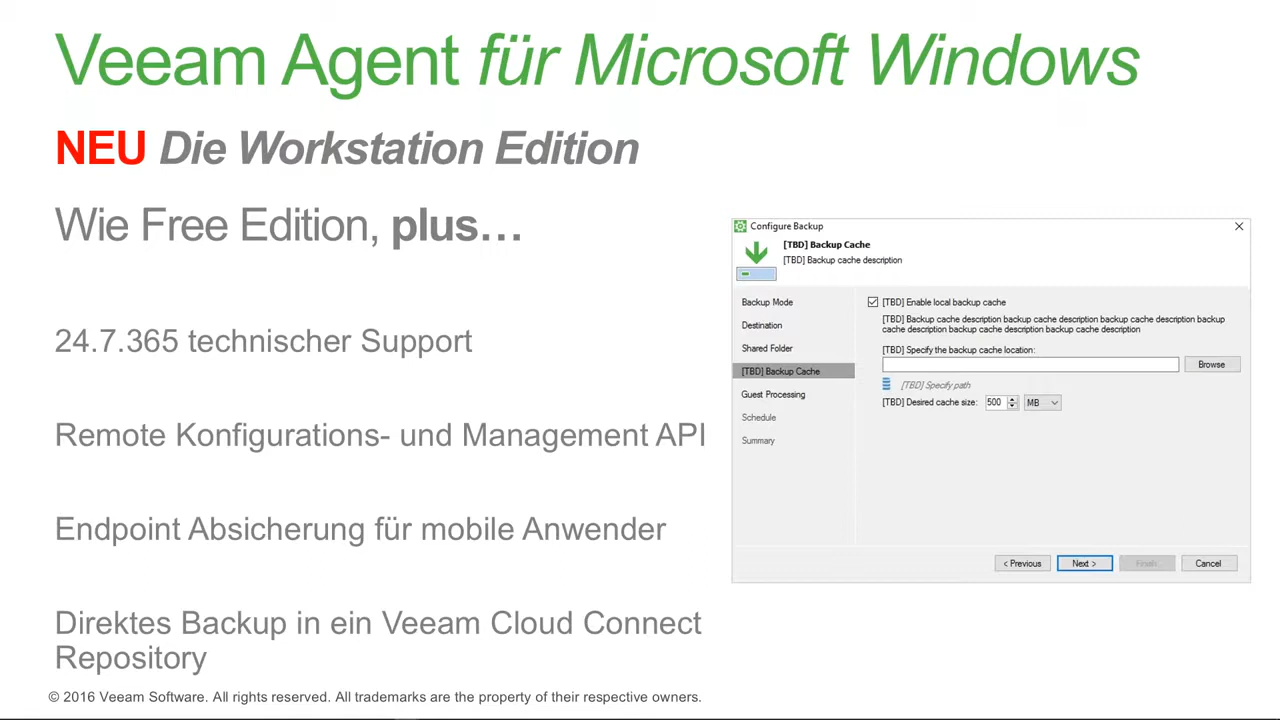 Veeam Agent für Microsoft Windows
NEU Die Workstation Edition
Wie Free Edition, plus…
24.7.365 technischer Support
Remote Konfigurations- und Management API
Endpoint Absicherung für mobile Anwender
Direktes Backup in ein Veeam Cloud Connect
Repository
Configure Backup
[TBD] Backup Cache
[TBD] Backup cache description
Backup Mode
Destination
Shared Folder
[TBD] Backup Cache
Guest Processing
Schedule
Summary
[TBD] Enable local backup cache
[TBD] Backup cache description backup cache description backup cache description backup
cache description backup cache description backup cache description
[TBD] Specify the backup cache location:
Browse
[TBD] Specify path
[TBD] Desired cache size: 500 MB
< Previous Next > Finish Cancel
© 2016 Veeam Software. All rights reserved. All trademarks are the property of their respective owners.